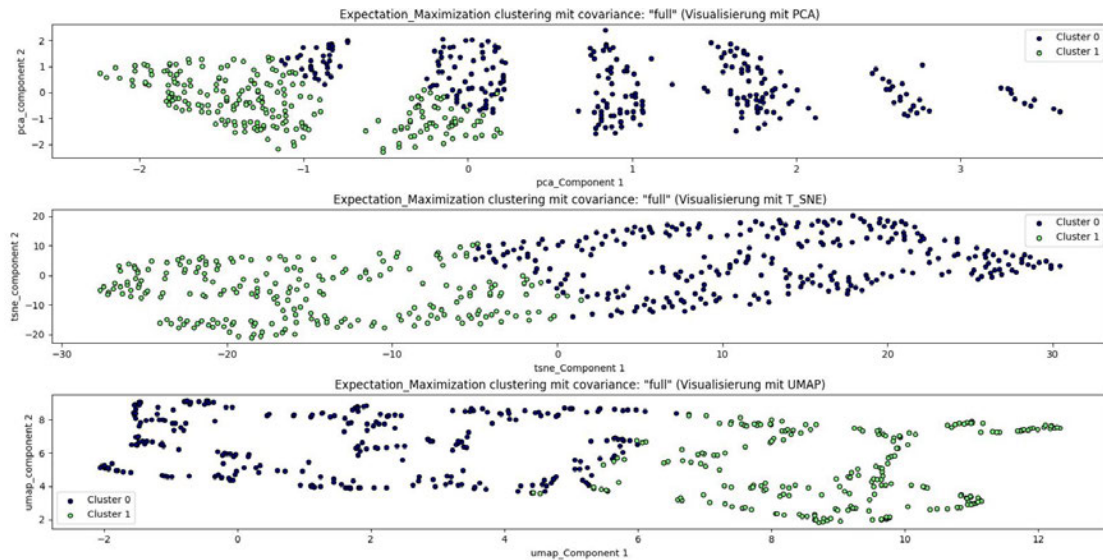 Expectation_Maximization clustering mit covariance: "full" (Visualisierung mit PCA)
pca_component 2
2
1
0
−1
−2
Cluster 0
Cluster 1
−2
−1
0
1
2
3
pca_Component 1
Expectation_Maximization clustering mit covariance: "full" (Visualisierung mit T_SNE)
tsne_component 2
20
10
0
−10
−20
Cluster 0
Cluster 1
−30
−20
−10
0
10
20
30
tsne_Component 1
Expectation_Maximization clustering mit covariance: "full" (Visualisierung mit UMAP)
umap_component 2
8
6
4
2
Cluster 0
Cluster 1
−2
0
2
4
6
8
10
12
umap_Component 1